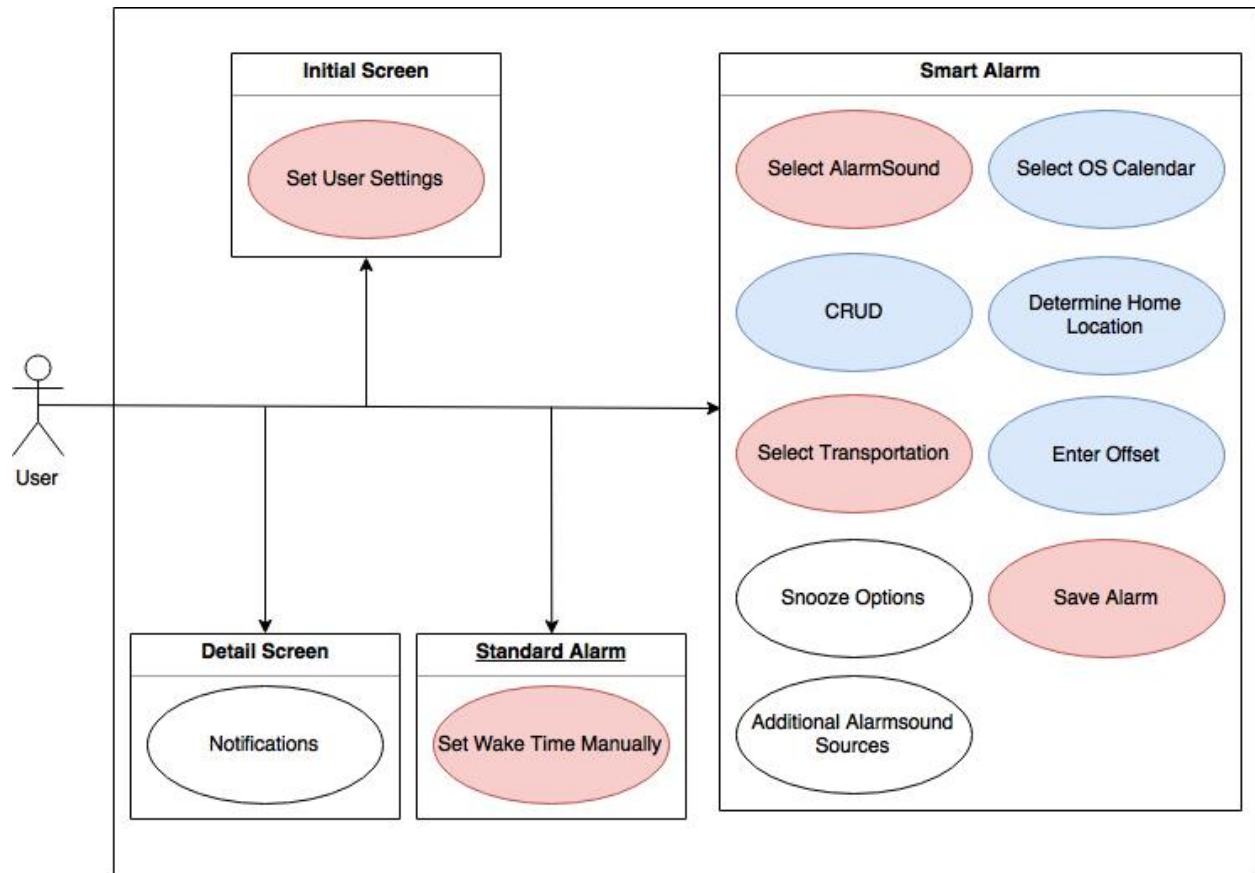 Initial Screen
Set User Settings
Smart Alarm
Select AlarmSound
Select OS Calendar
CRUD
Determine Home
Location
Select Transportation
Enter Offset
Snooze Options
Save Alarm
Additional Alarmsound
Sources
User
Detail Screen
Notifications
Standard Alarm
Set Wake Time Manually